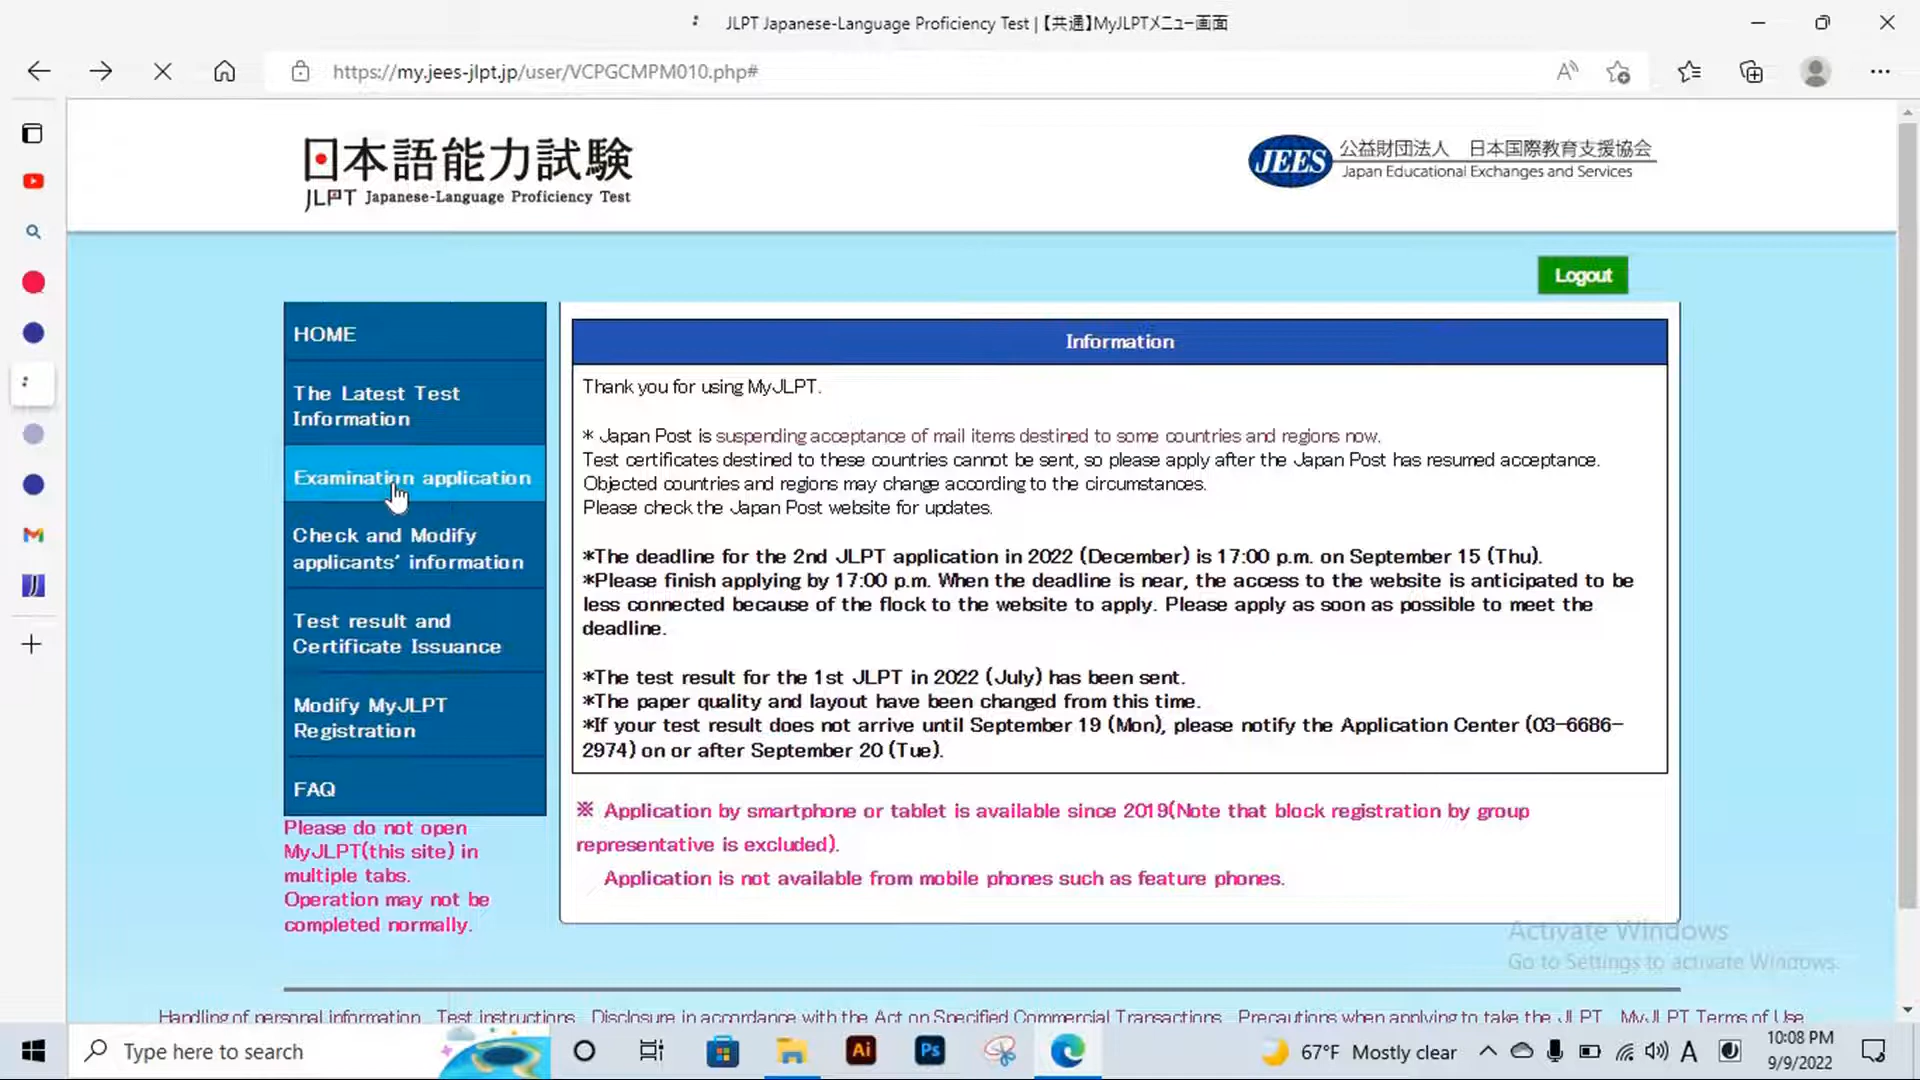 JLPT Japanese-Language Proficiency Test | 【共通】MyJLPTメニュー画面
https://my.jees-jlpt.jp/user/VCPGCMPM010.php#
日本語能力試験
JLPT Japanese-Language Proficiency Test
JEES 公益財団法人 日本国際教育支援協会
Japan Educational Exchanges and Services
Logout
HOME
The Latest Test
Information
Examination application
Check and Modify
applicants' information
Test result and
Certificate Issuance
Modify MyJLPT
Registration
FAQ
Please do not open
MyJLPT(this site) in
multiple tabs.
Operation may not be
completed normally.
Information
Thank you for using MyJLPT.
* Japan Post is suspending acceptance of mail items destined to some countries and regions now.
Test certificates destined to these countries cannot be sent, so please apply after the Japan Post has resumed acceptance.
Objected countries and regions may change according to the circumstances.
Please check the Japan Post website for updates.
*The deadline for the 2nd JLPT application in 2022 (December) is 17:00 p.m. on September 15 (Thu).
*Please finish applying by 17:00 p.m. When the deadline is near, the access to the website is anticipated to be
less connected because of the flock to the website to apply. Please apply as soon as possible to meet the
deadline.
*The test result for the 1st JLPT in 2022 (July) has been sent.
*The paper quality and layout have been changed from this time.
*If your test result does not arrive until September 19 (Mon), please notify the Application Center (03-6686-
2974) on or after September 20 (Tue).
※ Application by smartphone or tablet is available since 2019(Note that block registration by group
representative is excluded).
Application is not available from mobile phones such as feature phones.
Activate Windows
Go to Settings to activate Windows.
Handling of personal information Test instructions Disclosure in accordance with the Act on Specified Commercial Transactions Precautions when applying to take the JLPT MyJLPT Terms of Use
Type here to search
Ai
Ps
67°F Mostly clear
A
10:08 PM
9/9/2022